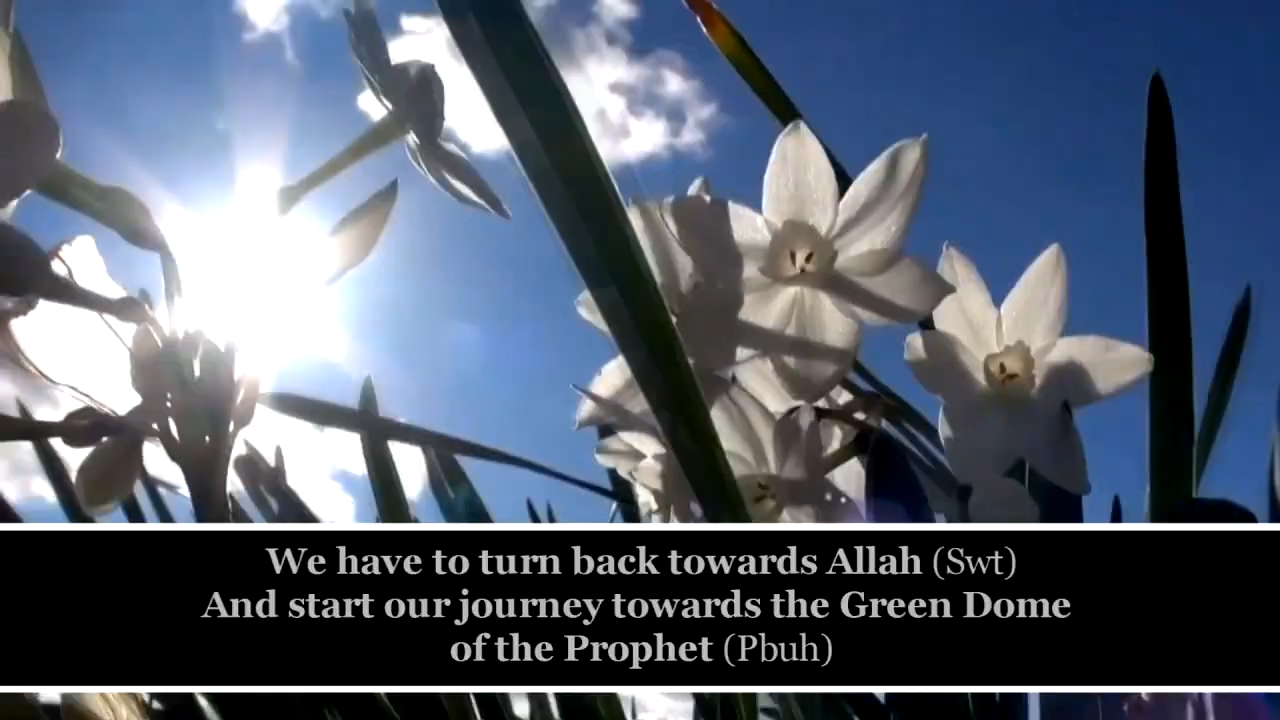 We have to turn back towards Allah (Swt)
And start our journey towards the Green Dome
of the Prophet (Pbuh)